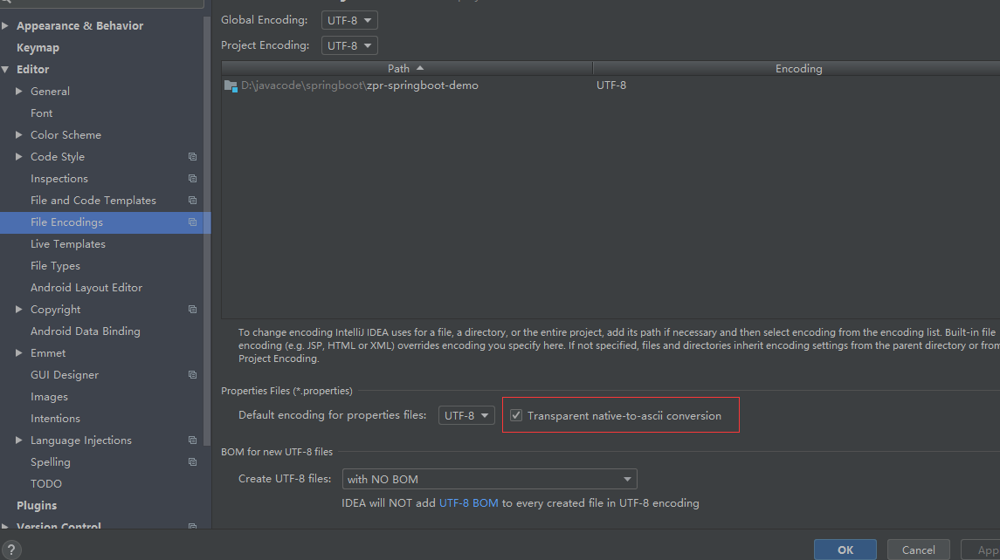 Appearance & Behavior
Keymap
Editor
General
Font
Color Scheme
Code Style
Inspections
File and Code Templates
File Encodings
Live Templates
File Types
Android Layout Editor
Copyright
Android Data Binding
Emmet
GUI Designer
Images
Intentions
Language Injections
Spelling
TODO
Plugins
Version Control
?
Global Encoding: UTF-8
Project Encoding: UTF-8
Path Encoding
D:\javacode\springboot\zpr-springboot-demo UTF-8
To change encoding IntelliJ IDEA uses for a file, a directory, or the entire project, add its path if necessary and then select encoding from the encoding list. Built-in file
encoding (e.g. JSP, HTML or XML) overrides encoding you specify here. If not specified, files and directories inherit encoding settings from the parent directory or from
Project Encoding.
Properties Files (*.properties)
Default encoding for properties files: UTF-8 Transparent native-to-ascii conversion
BOM for new UTF-8 files
Create UTF-8 files: with NO BOM
IDEA will NOT add UTF-8 BOM to every created file in UTF-8 encoding
OK Cancel App